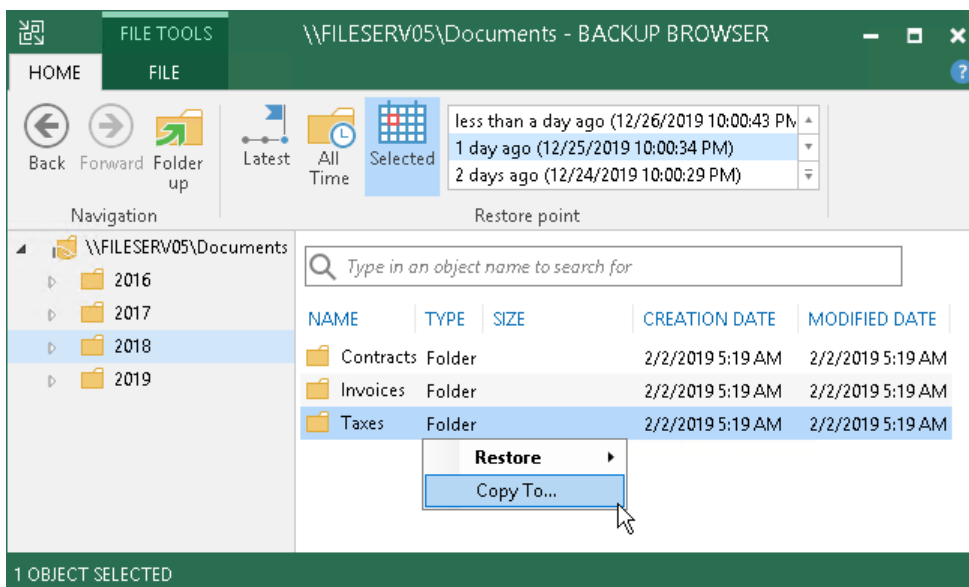 FILE TOOLS
\\FILESERV05\Documents - BACKUP BROWSER
HOME
FILE
?
Back
Forward
Folder up
Latest
All Time
Selected
less than a day ago (12/26/2019 10:00:43 PM
1 day ago (12/25/2019 10:00:34 PM)
2 days ago (12/24/2019 10:00:29 PM)
Navigation
Restore point
\\FILESERV05\Documents
2016
2017
2018
2019
Type in an object name to search for
NAME TYPE SIZE CREATION DATE MODIFIED DATE
Contracts Folder 2/2/2019 5:19 AM 2/2/2019 5:19 AM
Invoices Folder 2/2/2019 5:19 AM 2/2/2019 5:19 AM
Taxes Folder 2/2/2019 5:19 AM 2/2/2019 5:19 AM
Restore
Copy To...
1 OBJECT SELECTED